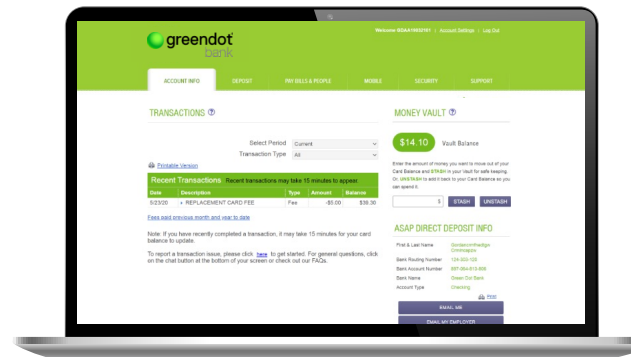 greendot
bank
Welcome | Account Settings | Log Out
ACCOUNT INFO DEPOSIT PAY BILLS & PEOPLE MOBILE SECURITY SUPPORT
TRANSACTIONS ?
Select Period Current
Transaction Type All
Printable Version
Recent Transactions Recent transactions may take 15 minutes to appear.
Date Description Type Amount Balance
5/23/20 + REPLACEMENT CARD FEE Fee -$5.00 $39.30
Fees paid previous month and year to date
Note: If you have recently completed a transaction, it may take 15 minutes for your card
balance to update.
To report a transaction issue, please click here to get started. For general questions, click
on the chat button at the bottom of your screen or check out our FAQs.
MONEY VAULT ?
$14.10 Vault Balance
Enter the amount of money you want to move out of your
Card Balance and STASH in your Vault for safe keeping.
Or, UNSTASH to add it back to your Card Balance so you
can spend it.
$ STASH UNSTASH
ASAP DIRECT DEPOSIT INFO
First & Last Name
Bank Routing Number 124-303-120
Bank Account Number
Bank Name Green Dot Bank
Account Type Checking
Print
EMAIL ME
EMAIL MY EMPLOYER